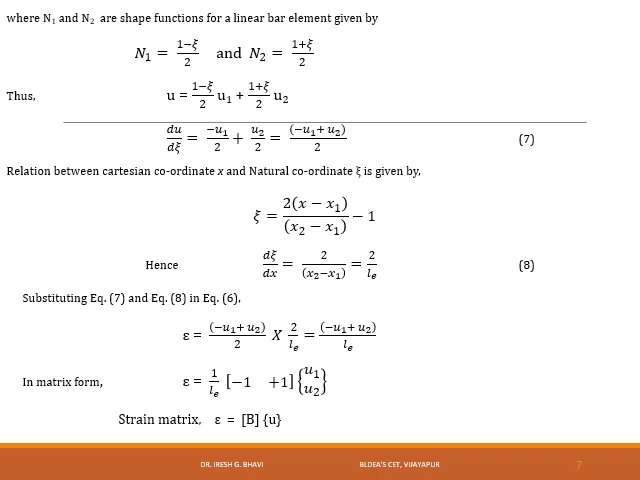 where N₁ and N₂ are shape functions for a linear bar element given by
N₁ = (1−ξ)/2 and N₂ = (1+ξ)/2
Thus, u = (1−ξ)/2 u₁ + (1+ξ)/2 u₂
du/dξ = −u₁/2 + u₂/2 = (−u₁+ u₂)/2 (7)
Relation between cartesian co-ordinate x and Natural co-ordinate ξ is given by,
ξ = 2(x − x₁)/(x₂ − x₁) − 1
Hence dξ/dx = 2/(x₂−x₁) = 2/lₑ (8)
Substituting Eq. (7) and Eq. (8) in Eq. (6),
ε = (−u₁+ u₂)/2 X 2/lₑ = (−u₁+ u₂)/lₑ
In matrix form, ε = 1/lₑ [−1 +1] {u₁ u₂}
Strain matrix, ε = [B] {u}
DR. IRESH G. BHAVI BLDEA'S CET, VIJAYAPUR 7